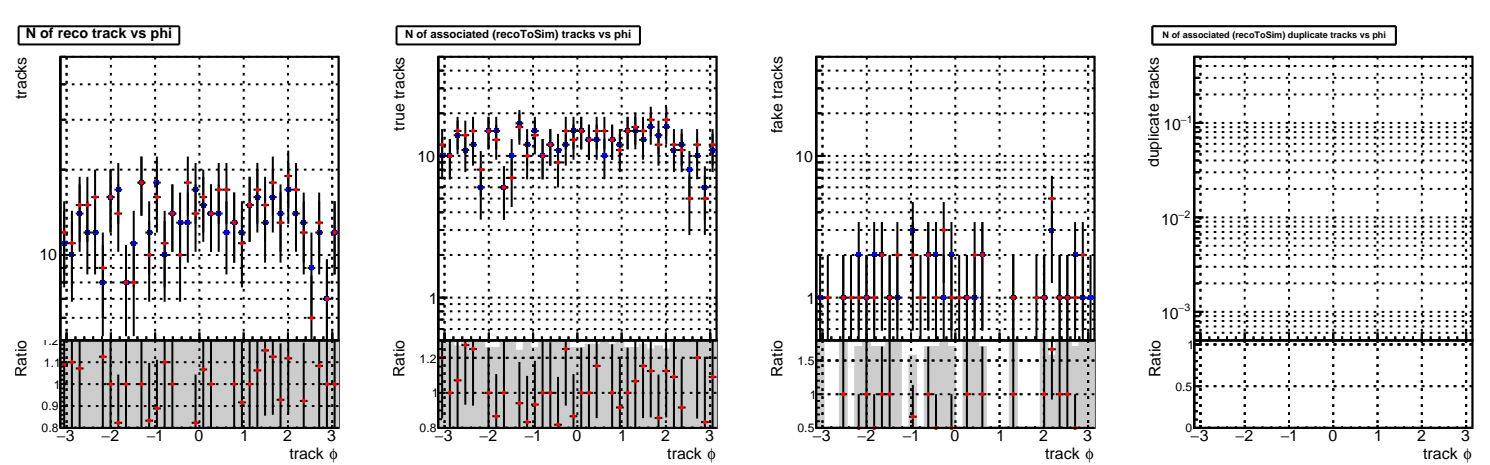 N of reco track vs phi
tracks
10
1.2
1.1
1
0.9
0.8
Ratio
−3 −2 −1 0 1 2 3
track ϕ
N of associated (recoToSim) tracks vs phi
true tracks
10
1
1.2
1
0.8
Ratio
−3 −2 −1 0 1 2 3
track ϕ
fake tracks
10
1
1.5
1
0.5
Ratio
−3 −2 −1 0 1 2 3
track ϕ
N of associated (recoToSim) duplicate tracks vs phi
duplicate tracks
10−1
10−2
10−3
1
0.5
0
Ratio
−3 −2 −1 0 1 2 3
track ϕ